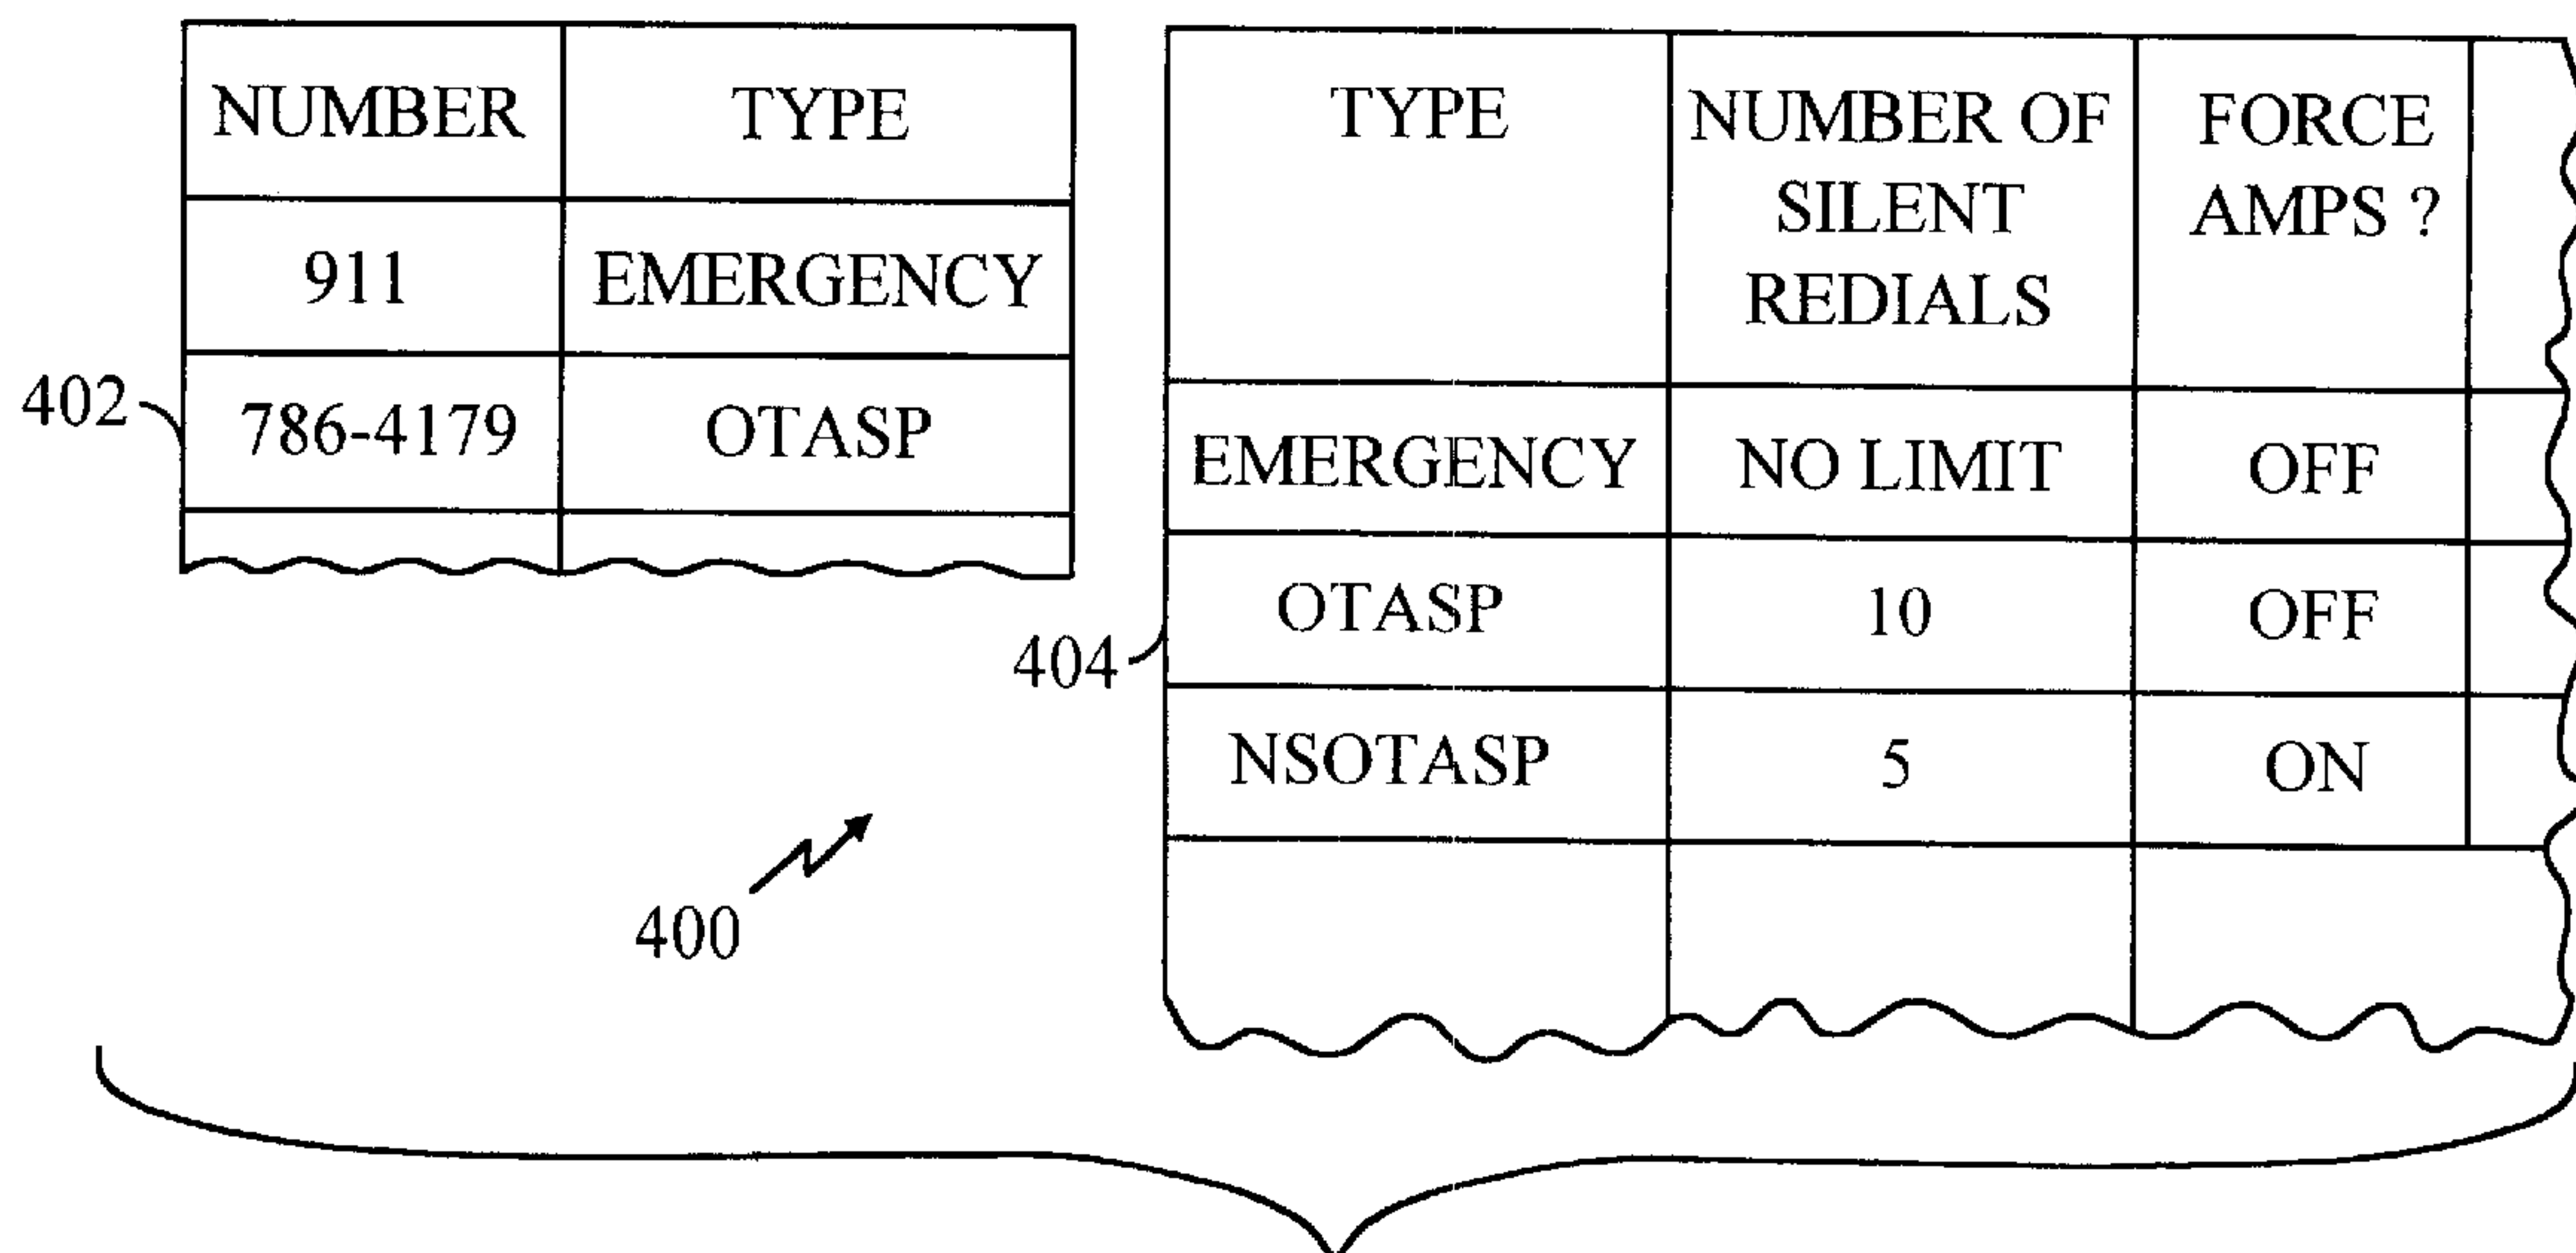 NUMBER TYPE
911 EMERGENCY
402
786-4179 OTASP
TYPE NUMBER OF SILENT REDIALS FORCE AMPS ?
EMERGENCY NO LIMIT OFF
OTASP 10 OFF
404
NSOTASP 5 ON
400